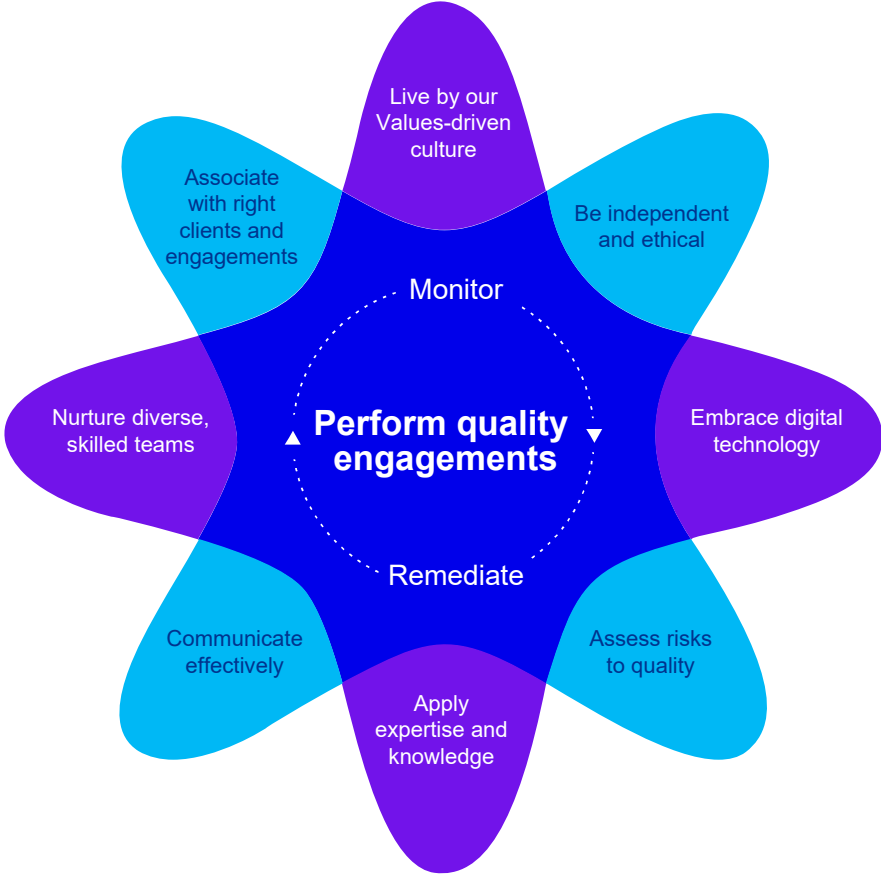 Live by our
Values-driven
culture
Be independent
and ethical
Embrace digital
technology
Assess risks
to quality
Apply
expertise and
knowledge
Communicate
effectively
Nurture diverse,
skilled teams
Associate
with right
clients and
engagements
Monitor
Perform quality
engagements
Remediate